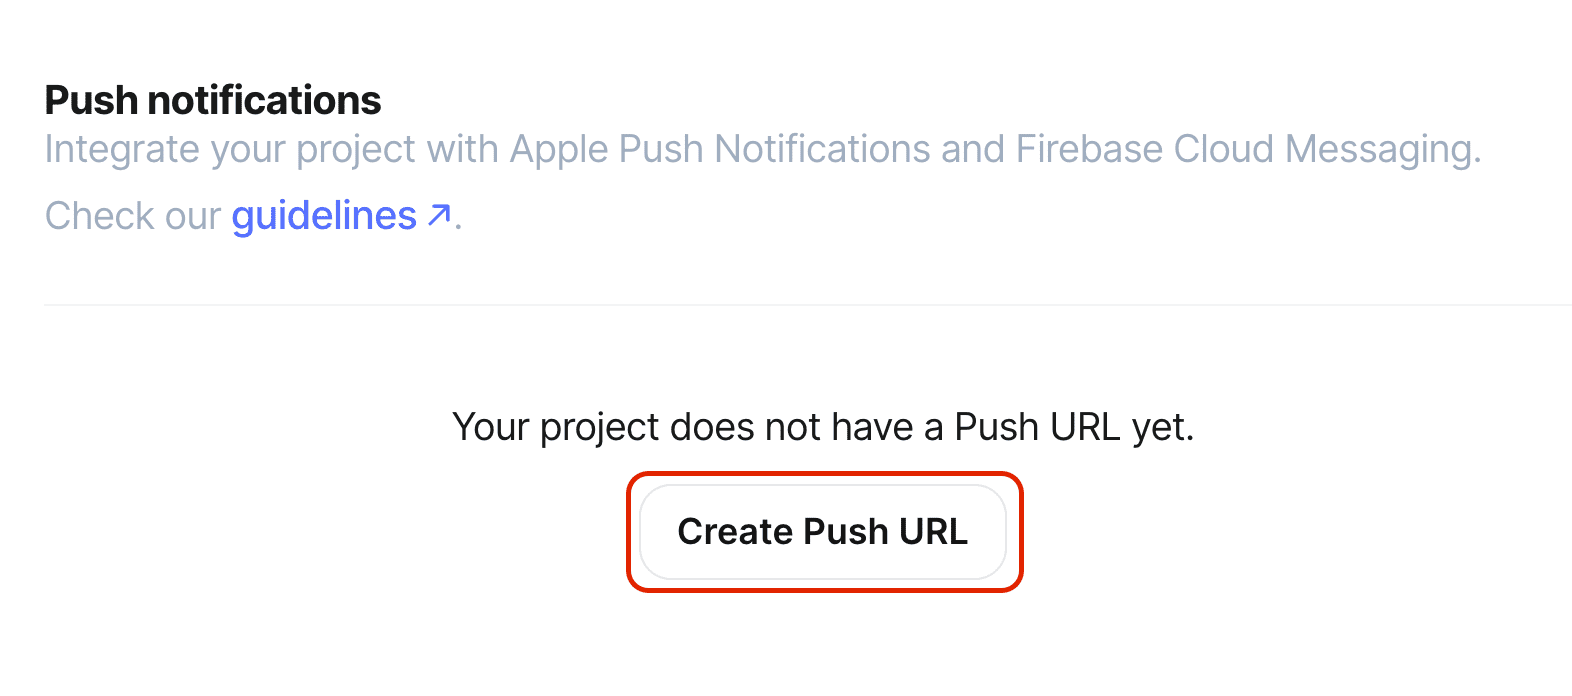 Push notifications
Integrate your project with Apple Push Notifications and Firebase Cloud Messaging.
Check our guidelines ↗.
Your project does not have a Push URL yet.
Create Push URL